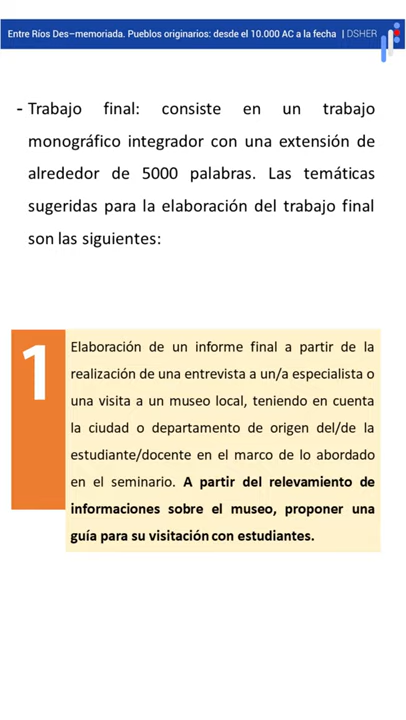 Entre Ríos Des–memoriada. Pueblos originarios: desde el 10.000 AC a la fecha | DSHER
- Trabajo final: consiste en un trabajo
monográfico integrador con una extensión de
alrededor de 5000 palabras. Las temáticas
sugeridas para la elaboración del trabajo final
son las siguientes:
1
Elaboración de un informe final a partir de la
realización de una entrevista a un/a especialista o
una visita a un museo local, teniendo en cuenta
la ciudad o departamento de origen del/de la
estudiante/docente en el marco de lo abordado
en el seminario. A partir del relevamiento de
informaciones sobre el museo, proponer una
guía para su visitación con estudiantes.